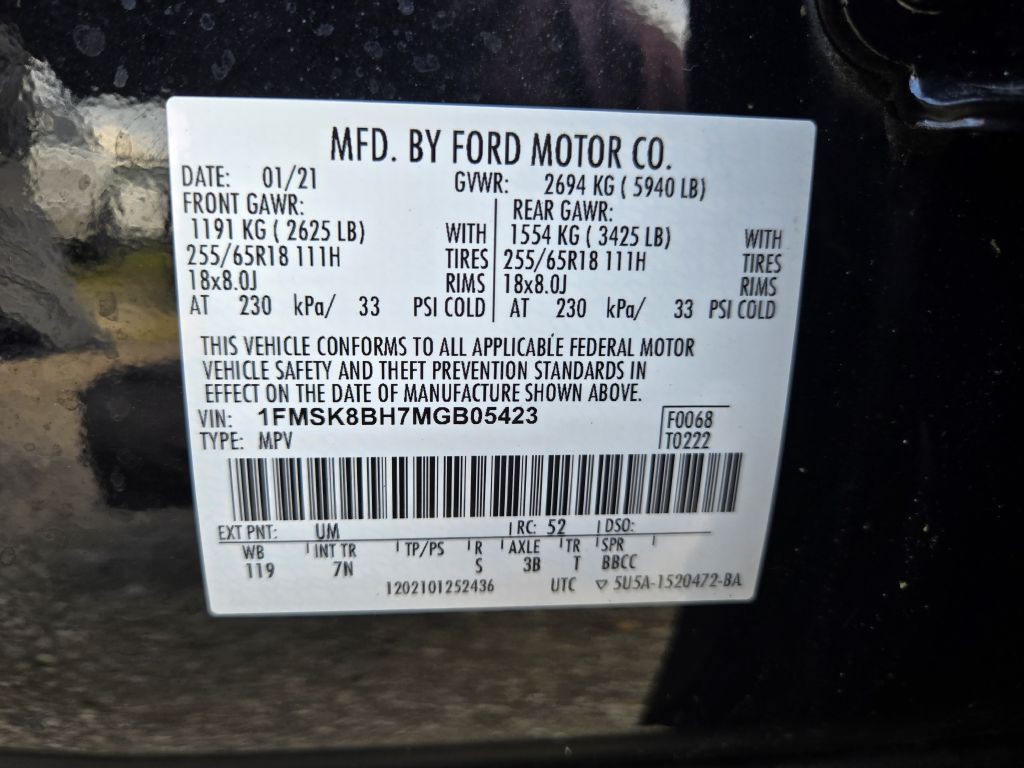 MFD. BY FORD MOTOR CO.
DATE: 01/21 GVWR: 2694 KG ( 5940 LB)
FRONT GAWR: REAR GAWR:
1191 KG ( 2625 LB) WITH 1554 KG ( 3425 LB) WITH
255/65R18 111H TIRES 255/65R18 111H TIRES
18x8.0J RIMS 18x8.0J RIMS
AT 230 kPa/ 33 PSI COLD AT 230 kPa/ 33 PSI COLD
THIS VEHICLE CONFORMS TO ALL APPLICABLE FEDERAL MOTOR
VEHICLE SAFETY AND THEFT PREVENTION STANDARDS IN
EFFECT ON THE DATE OF MANUFACTURE SHOWN ABOVE.
VIN: 1FMSK8BH7MGB05423 F0068
TYPE: MPV T0222
EXT PNT: UM RC: 52 DSO:
WB INT TR TP/PS R AXLE TR SPR
119 7N S 3B T BBCC
1202101252436 UTC ▽ 5U5A-1520472-BA